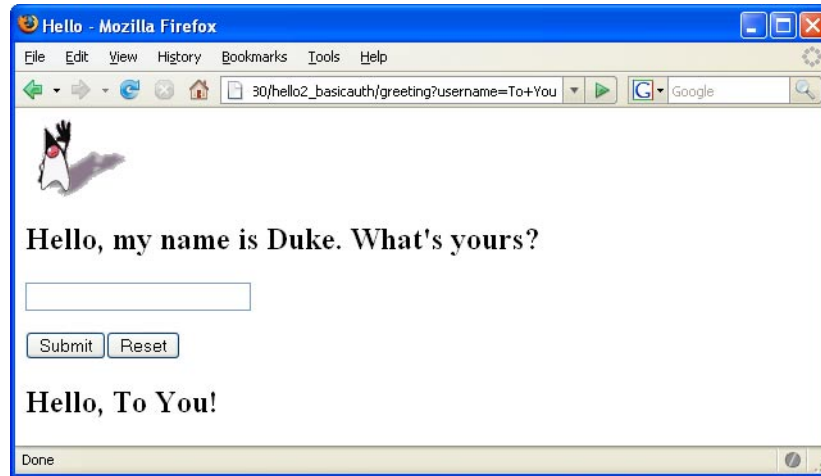 Hello - Mozilla Firefox
File Edit View History Bookmarks Tools Help
30/hello2_basicauth/greeting?username=To+You G Google
Hello, my name is Duke. What's yours?
Submit Reset
Hello, To You!
Done